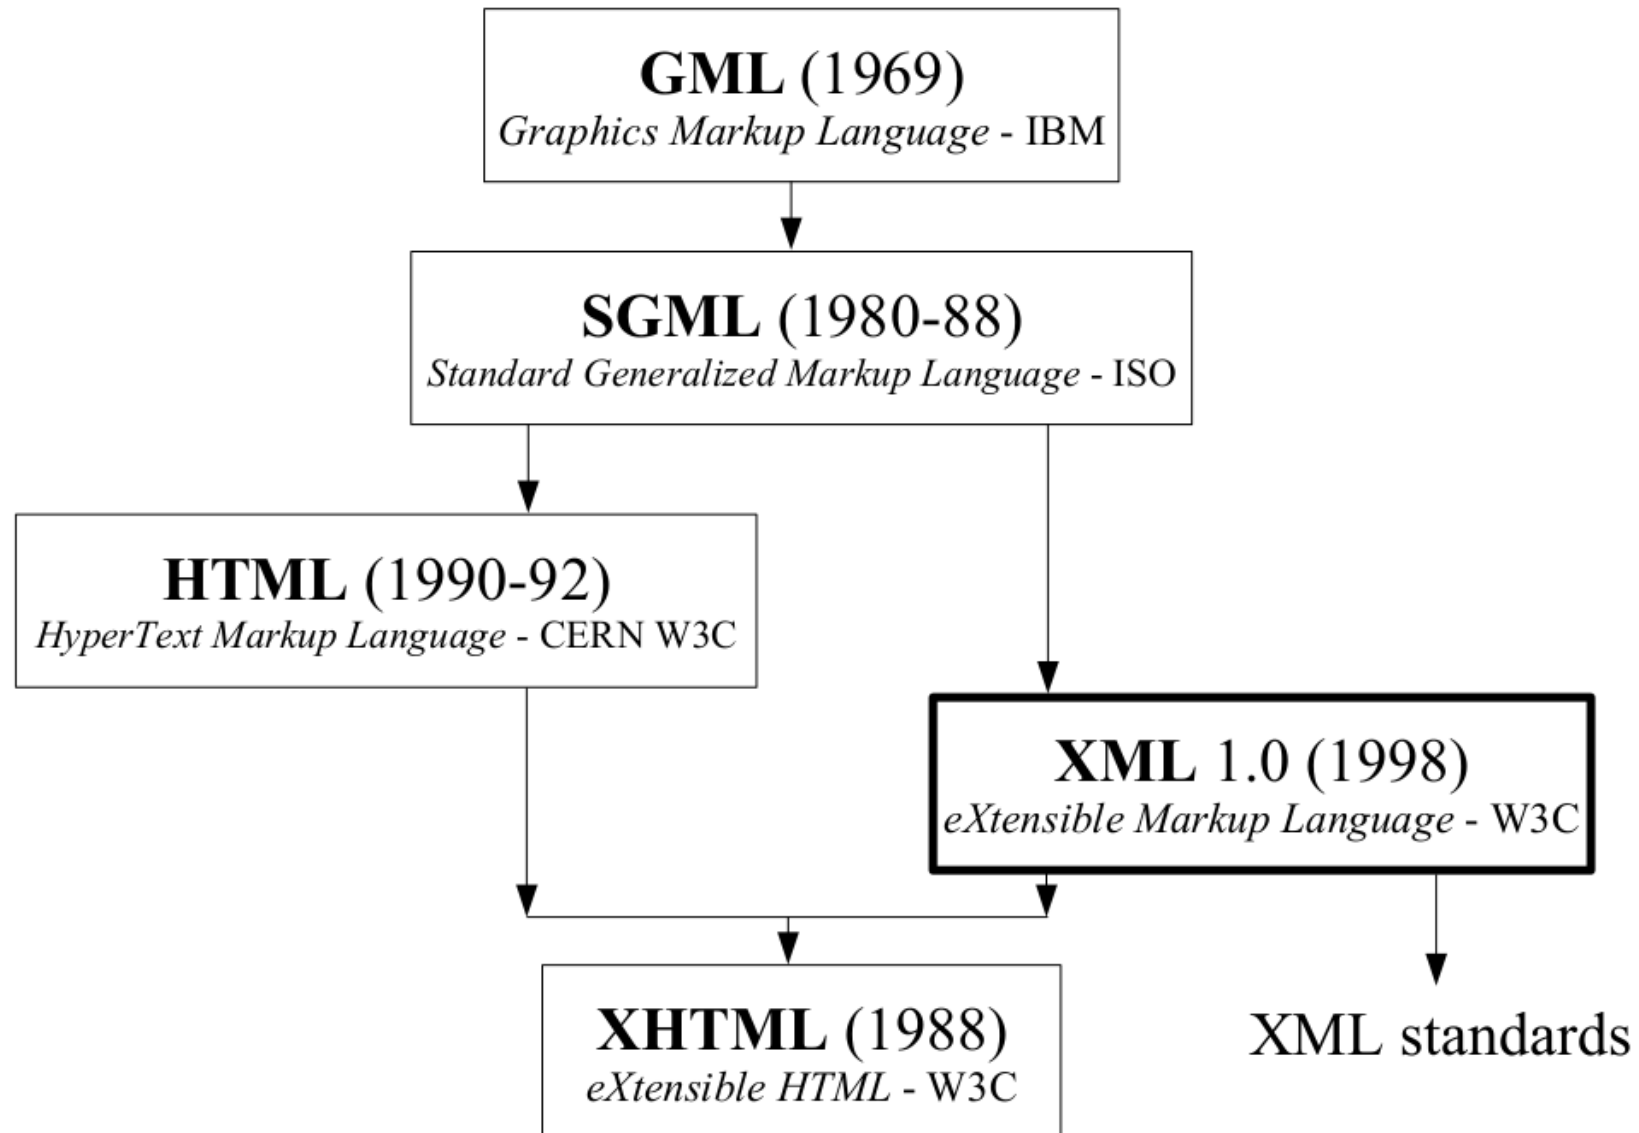 GML (1969)
Graphics Markup Language - IBM
SGML (1980-88)
Standard Generalized Markup Language - ISO
HTML (1990-92)
HyperText Markup Language - CERN W3C
XML 1.0 (1998)
eXtensible Markup Language - W3C
XHTML (1988)
eXtensible HTML - W3C
XML standards